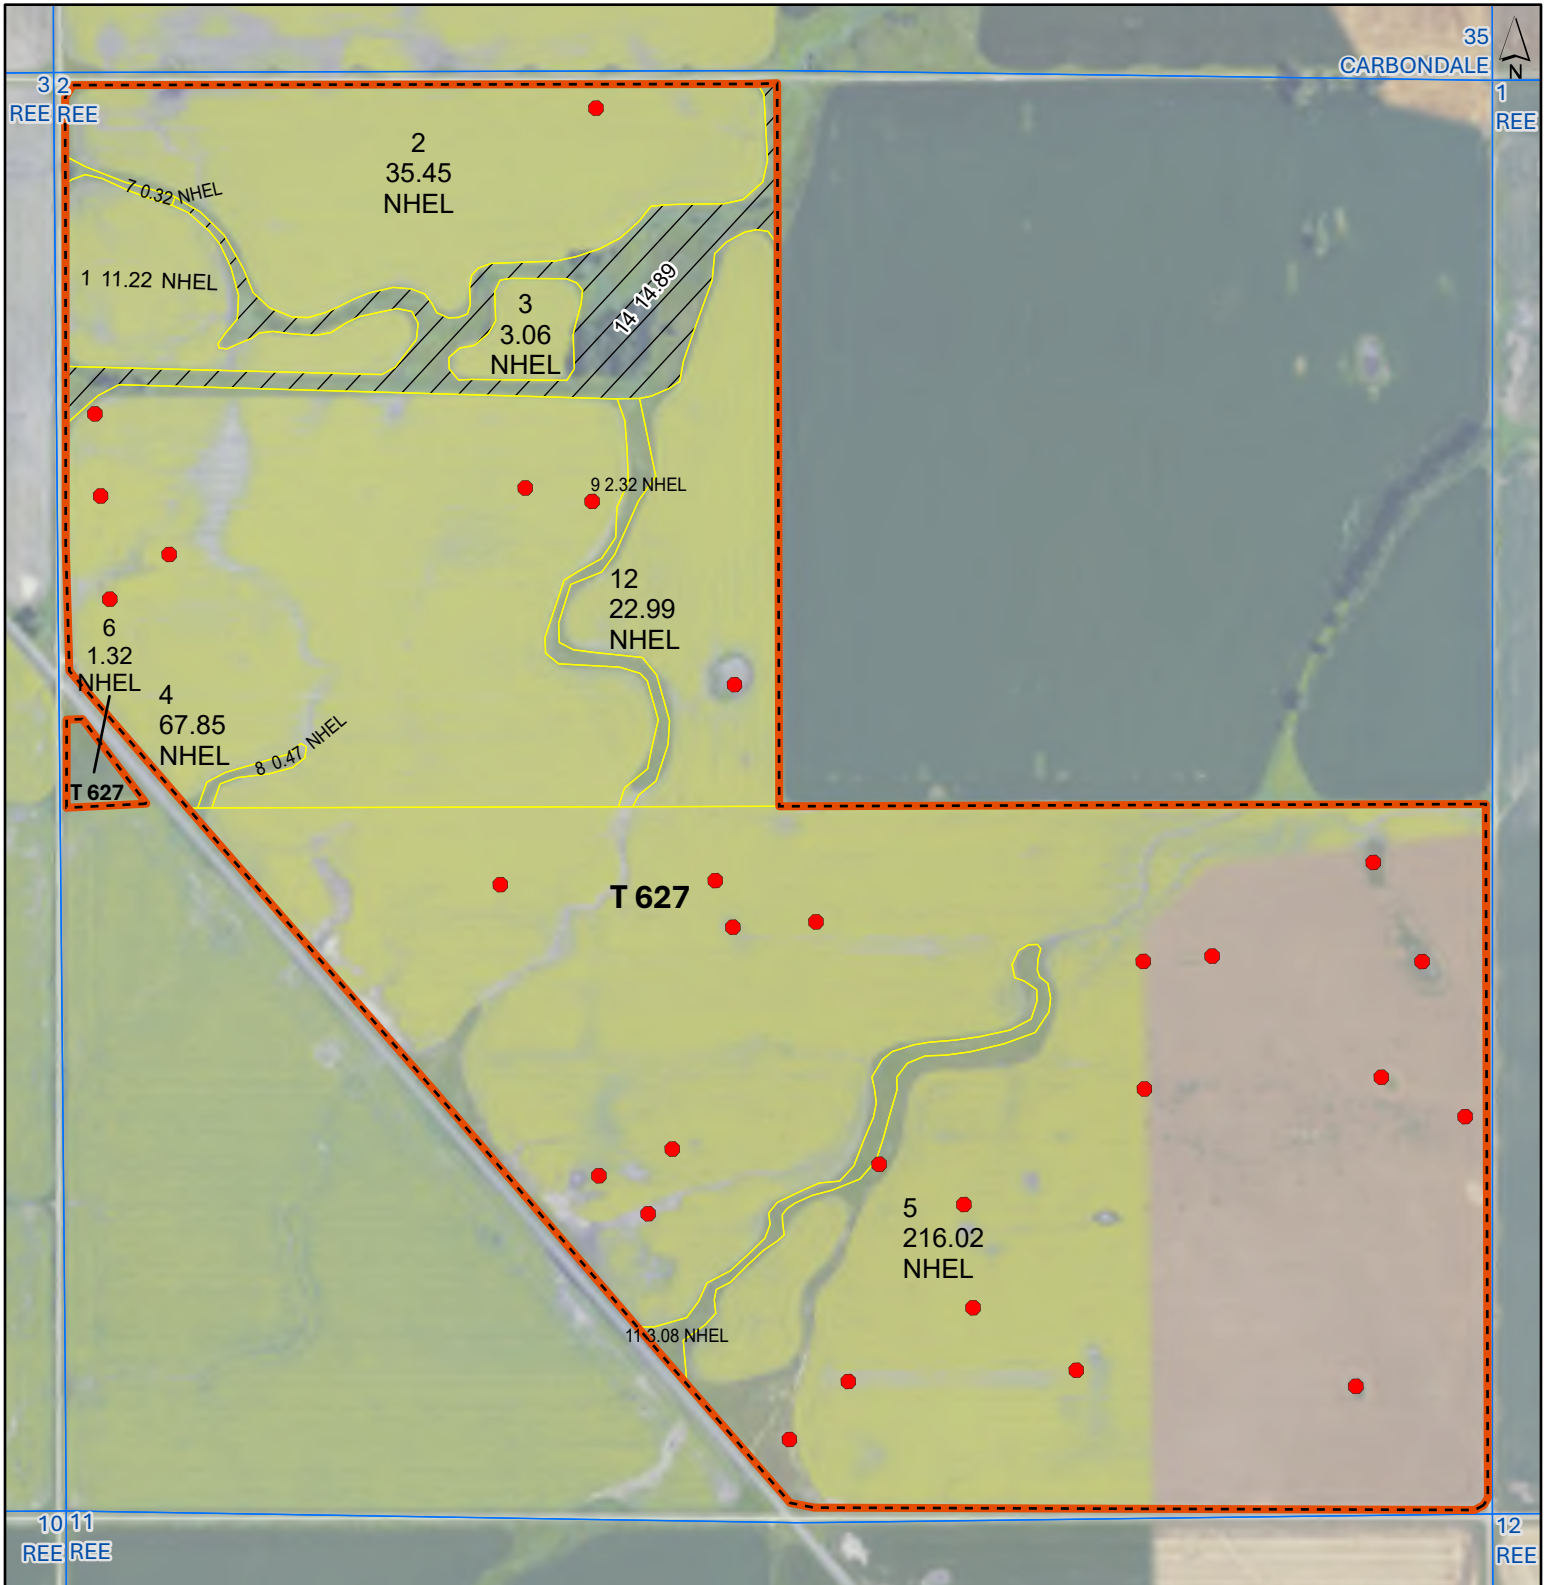 35
CARBONDALE
N
3 2
REE REE
1
REE
2
35.45
NHEL
7 0.32 NHEL
1 11.22 NHEL
14 14.89
3
3.06
NHEL
9 2.32 NHEL
12
22.99
NHEL
6
1.32
NHEL
4
67.85
NHEL
8 0.47 NHEL
T 627
T 627
5
216.02
NHEL
11 3.08 NHEL
10 11
REE REE
12
REE